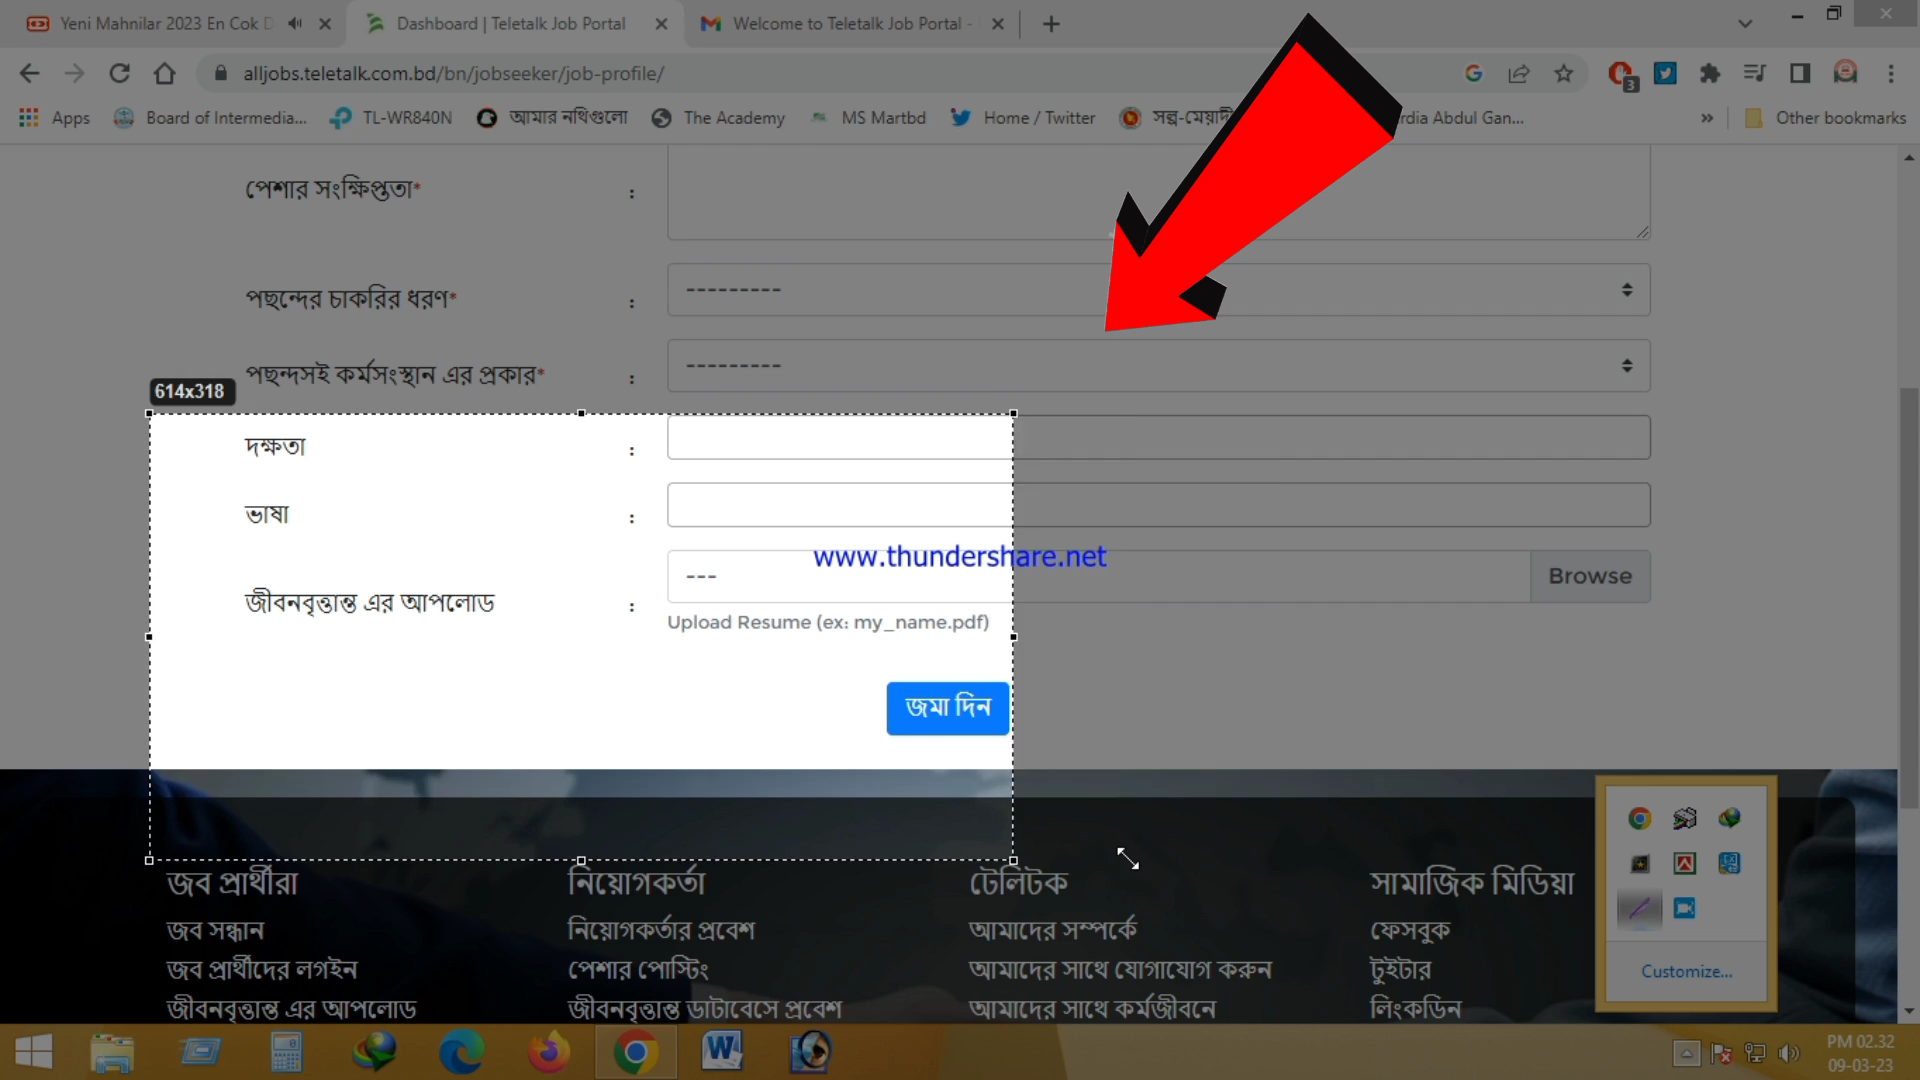 Yeni Mahnilar 2023 En Cok D
Dashboard | Teletalk Job Portal
Welcome to Teletalk Job Portal -
alljobs.teletalk.com.bd/bn/jobseeker/job-profile/
3
Apps
Board of Intermedia...
TL-WR840N
আমার নথিগুলো
The Academy
MS Martbd
Home / Twitter
Abdul Gan...
»
Other bookmarks
পেশার সংক্ষিপ্ততা* :
পছন্দের চাকরির ধরণ* : ---------
পছন্দসই কর্মসংস্থান এর প্রকার* : ---------
614x318
দক্ষতা :
ভাষা :
www.thundershare.net
জীবনবৃত্তান্ত এর আপলোড : --- Browse
Upload Resume (ex: my_name.pdf)
জমা দিন
জব প্রার্থীরা
নিয়োগকর্তা
টেলিটক
সামাজিক মিডিয়া
জব সন্ধান
নিয়োগকর্তার প্রবেশ
আমাদের সম্পর্কে
ফেসবুক
জব প্রার্থীদের লগইন
পেশার পোস্টিং
আমাদের সাথে যোগাযোগ করুন
টুইটার
জীবনবৃত্তান্ত এর আপলোড
জীবনবৃত্তান্ত ডাটাবেসে প্রবেশ
আমাদের সাথে কর্মজীবনে
লিংকডিন
Customize...
PM 02.32
09-03-23